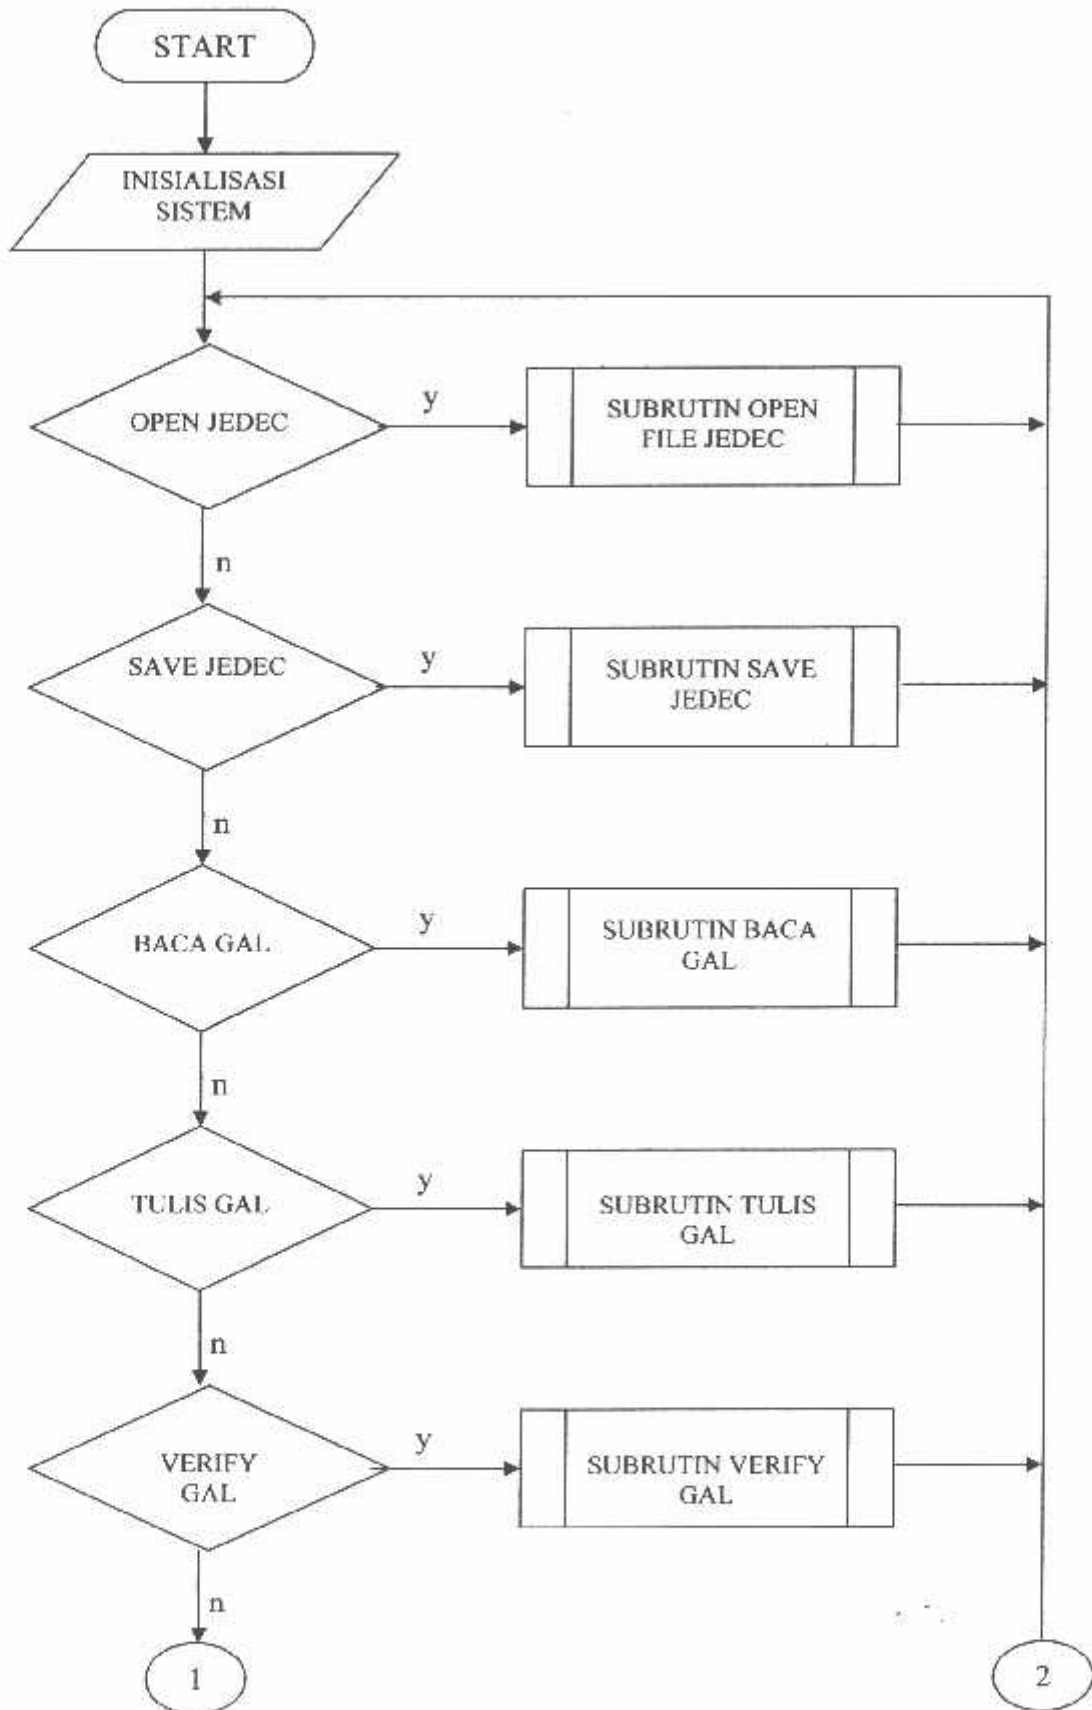 START
INISIALISASI
SISTEM
OPEN JEDEC
y
SUBRUTIN OPEN
FILE JEDEC
n
SAVE JEDEC
y
SUBRUTIN SAVE
JEDEC
n
BACA GAL
y
SUBRUTIN BACA
GAL
n
TULIS GAL
y
SUBRUTIN TULIS
GAL
n
VERIFY
GAL
y
SUBRUTIN VERIFY
GAL
n
1
2